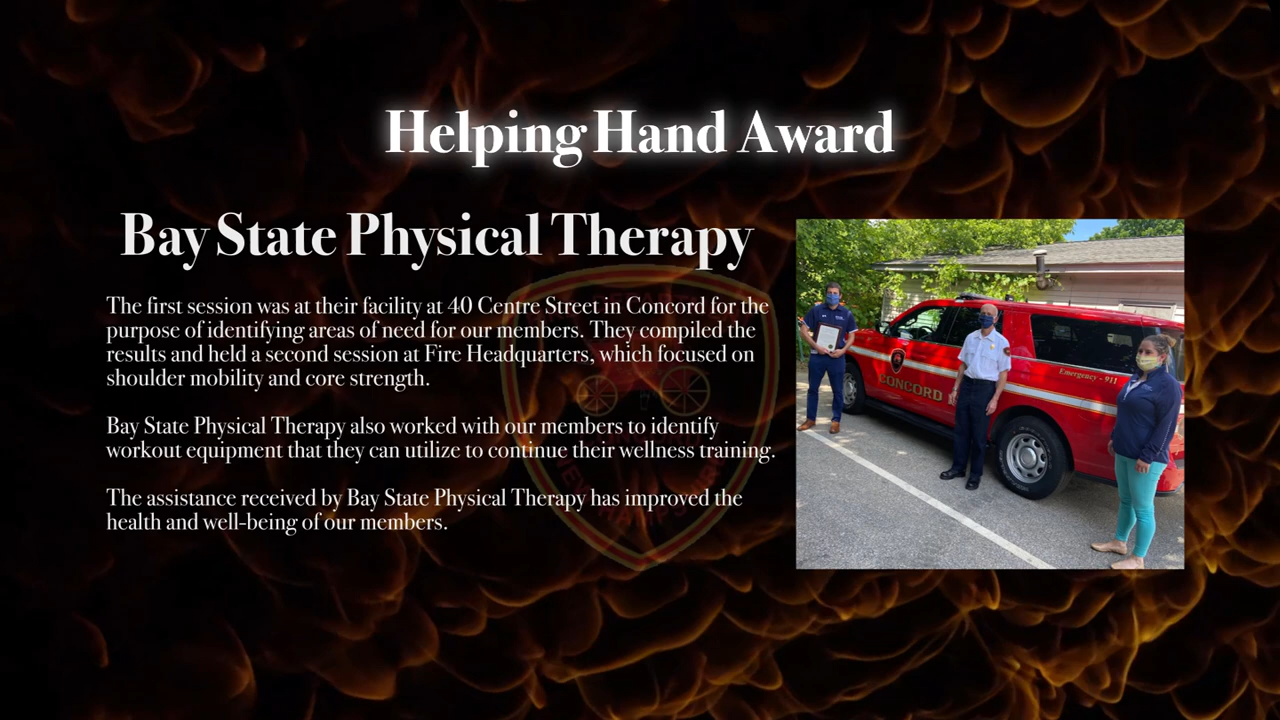 Helping Hand Award
Bay State Physical Therapy
The first session was at their facility at 40 Centre Street in Concord for the
purpose of identifying areas of need for our members. They compiled the
results and held a second session at Fire Headquarters, which focused on
shoulder mobility and core strength.
Bay State Physical Therapy also worked with our members to identify
workout equipment that they can utilize to continue their wellness training.
The assistance received by Bay State Physical Therapy has improved the
health and well-being of our members.
CONCORD
Emergency - 911